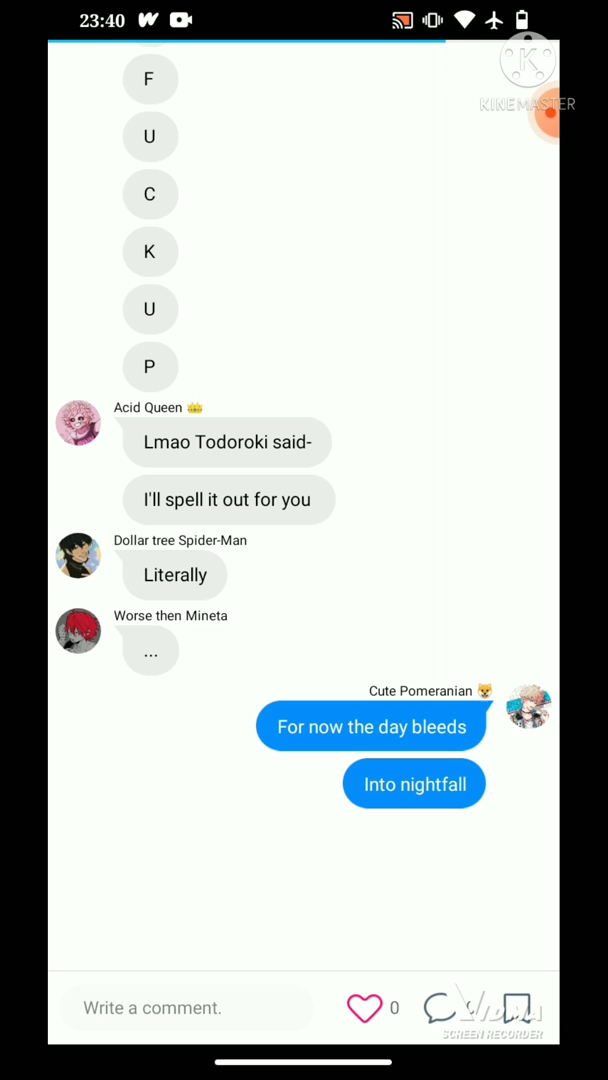 23:40
KINEMASTER
F
U
C
K
U
P
Acid Queen 👑
Lmao Todoroki said-
I'll spell it out for you
Dollar tree Spider-Man
Literally
Worse then Mineta
...
Cute Pomeranian 🐶
For now the day bleeds
Into nightfall
Write a comment.
0
SCREEN RECORDER